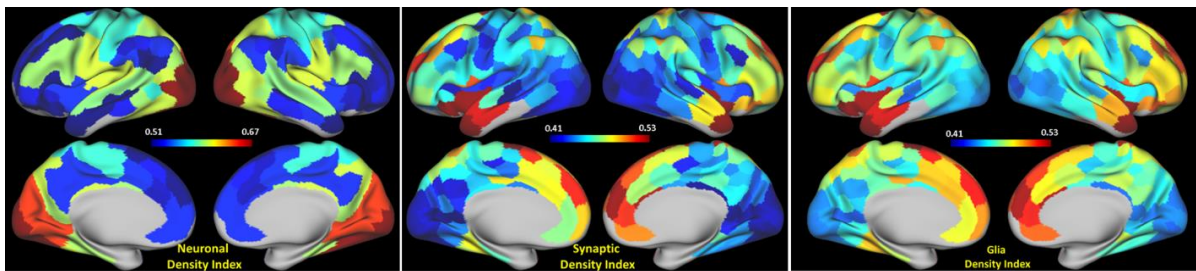 0.51 0.67
Neuronal
Density Index
0.41 0.53
Synaptic
Density Index
0.41 0.53
Glia
Density Index